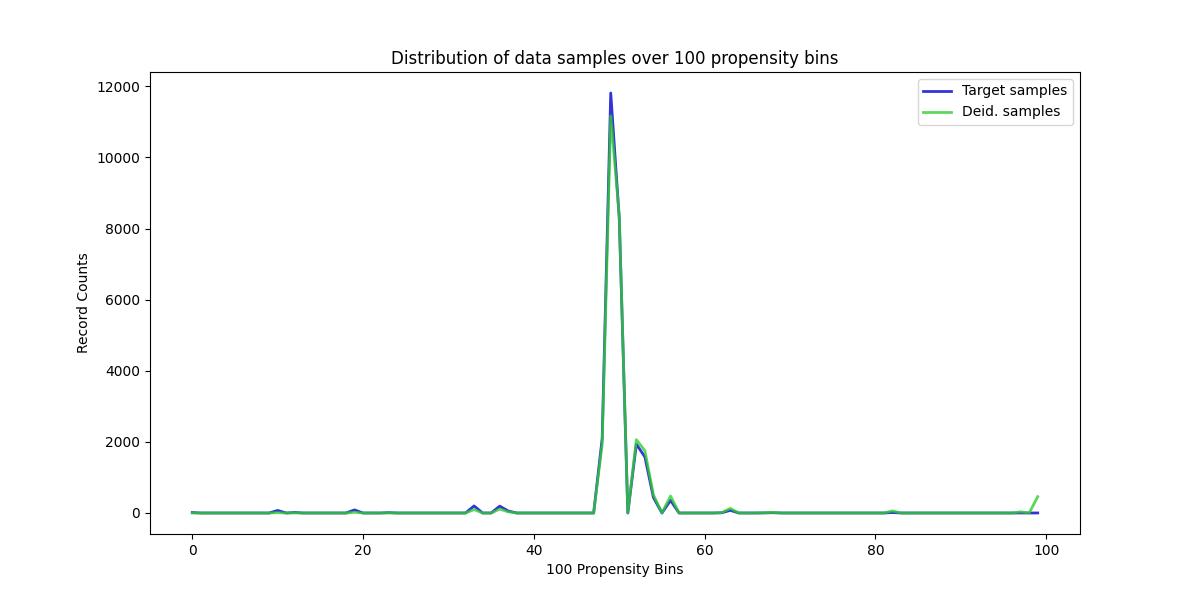 Distribution of data samples over 100 propensity bins
Target samples
Deid. samples
12000
10000
8000
6000
4000
2000
0
Record Counts
0 20 40 60 80 100
100 Propensity Bins